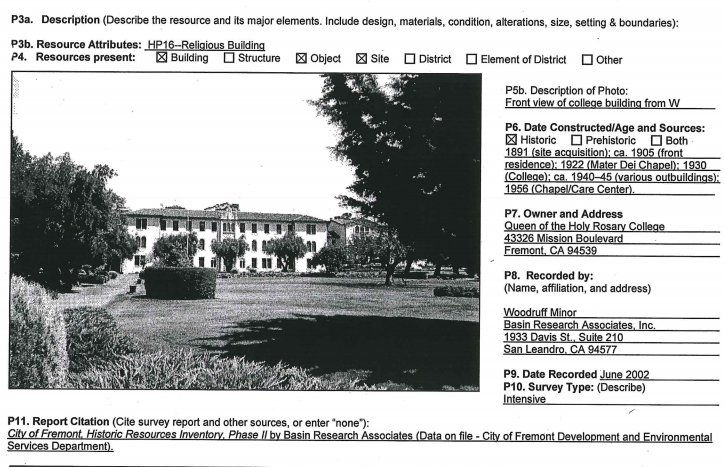 P3a. Description (Describe the resource and its major elements. Include design, materials, condition, alterations, size, setting & boundaries):
P3b. Resource Attributes: HP16--Religious Building
P4. Resources present: ☒ Building ☐ Structure ☒ Object ☒ Site ☐ District ☐ Element of District ☐ Other
P5b. Description of Photo:
Front view of college building from W
P6. Date Constructed/Age and Sources:
☒ Historic ☐ Prehistoric ☐ Both
1891 (site acquisition); ca. 1905 (front
residence); 1922 (Mater Dei Chapel); 1930
(College); ca. 1940–45 (various outbuildings);
1956 (Chapel/Care Center).
P7. Owner and Address
Queen of the Holy Rosary College
43326 Mission Boulevard
Fremont, CA 94539
P8. Recorded by:
(Name, affiliation, and address)
Woodruff Minor
Basin Research Associates, Inc.
1933 Davis St., Suite 210
San Leandro, CA 94577
P9. Date Recorded June 2002
P10. Survey Type: (Describe)
Intensive
P11. Report Citation (Cite survey report and other sources, or enter "none"):
City of Fremont, Historic Resources Inventory, Phase II by Basin Research Associates (Data on file - City of Fremont Development and Environmental
Services Department).